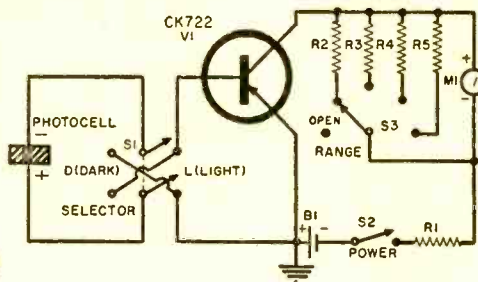 CK722
V1
R2 R3 R4 R5
+
M1
-
-
PHOTOCELL
+
S1
D(DARK)
L(LIGHT)
SELECTOR
OPEN
S3
RANGE
B1
+ -
S2
POWER
R1